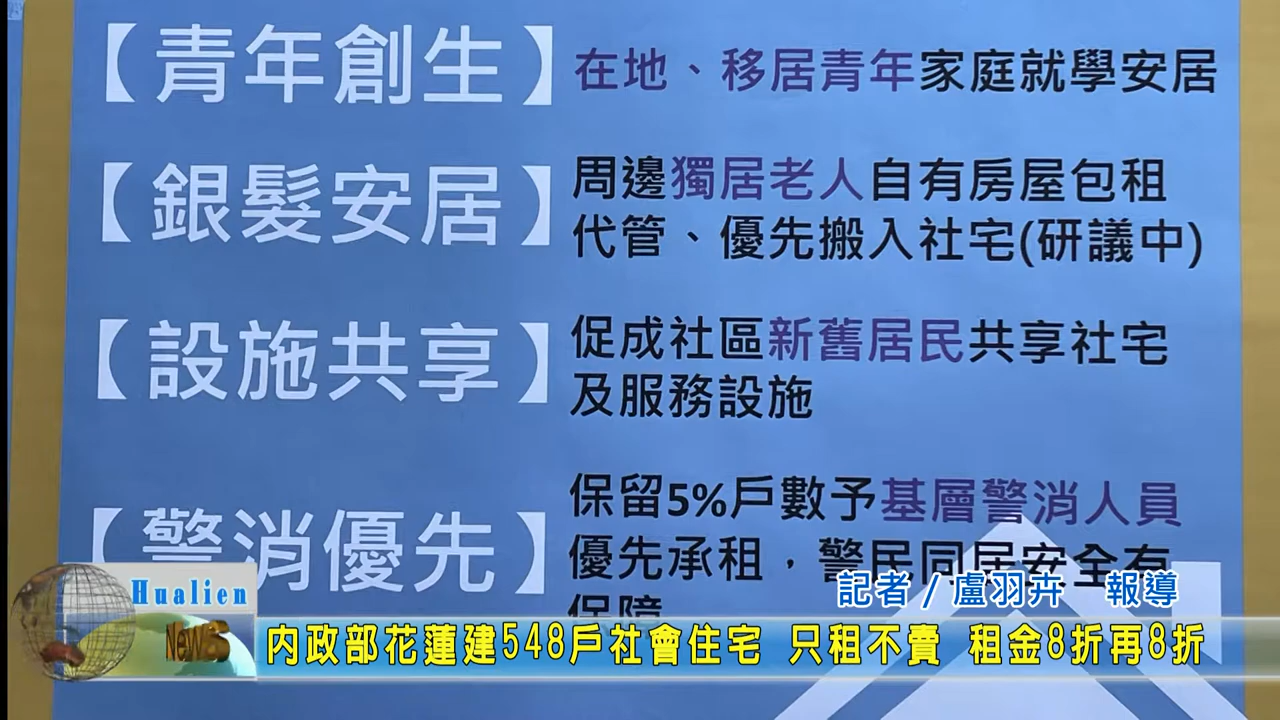 【青年創生】在地、移居青年家庭就學安居
【銀髮安居】周邊獨居老人自有房屋包租
代管、優先搬入社宅(研議中)
【設施共享】促成社區新舊居民共享社宅
及服務設施
【警消優先】保留5%戶數予基層警消人員
優先承租，警民同居安全有
保障
記者／盧羽卉 報導
Hualien
News
內政部花蓮建548戶社會住宅 只租不賣 租金8折再8折